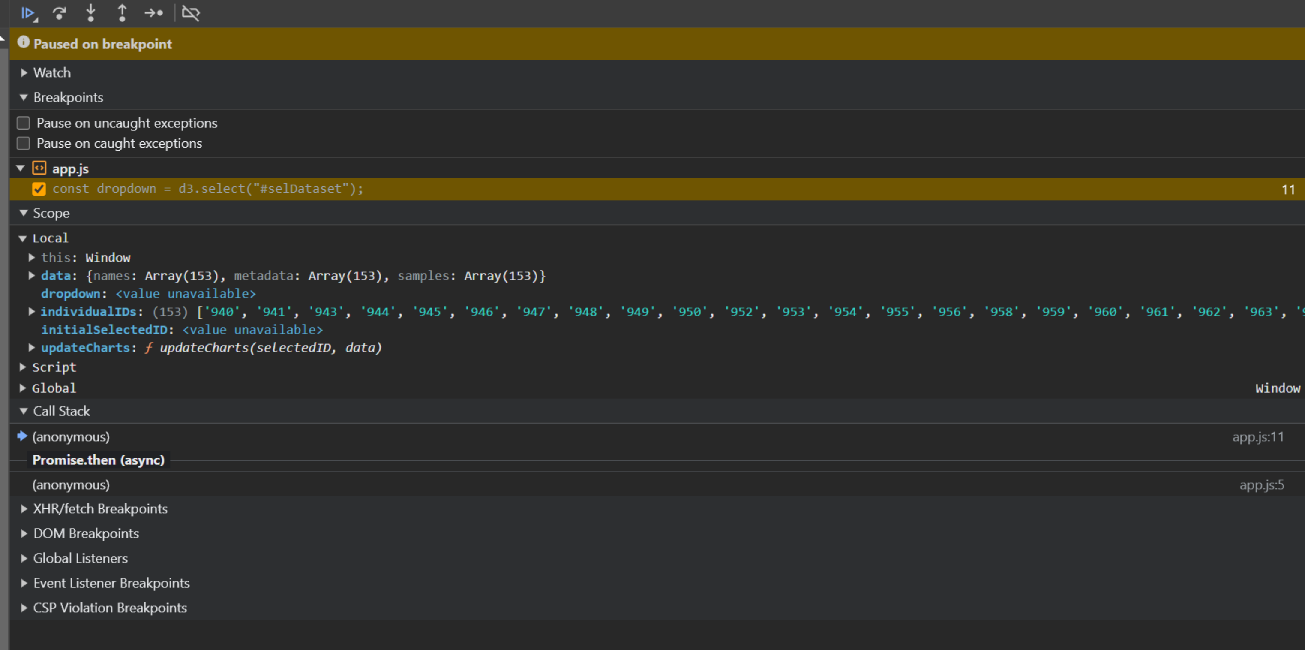 Paused on breakpoint
Watch
Breakpoints
Pause on uncaught exceptions
Pause on caught exceptions
app.js
const dropdown = d3.select("#selDataset"); 11
Scope
Local
this: Window
data: {names: Array(153), metadata: Array(153), samples: Array(153)}
dropdown: <value unavailable>
individualIDs: (153) ['940', '941', '943', '944', '945', '946', '947', '948', '949', '950', '952', '953', '954', '955', '956', '958', '959', '960', '961', '962', '963',
initialSelectedID: <value unavailable>
updateCharts: ƒ updateCharts(selectedID, data)
Script
Global Window
Call Stack
(anonymous) app.js:11
Promise.then (async)
(anonymous) app.js:5
XHR/fetch Breakpoints
DOM Breakpoints
Global Listeners
Event Listener Breakpoints
CSP Violation Breakpoints